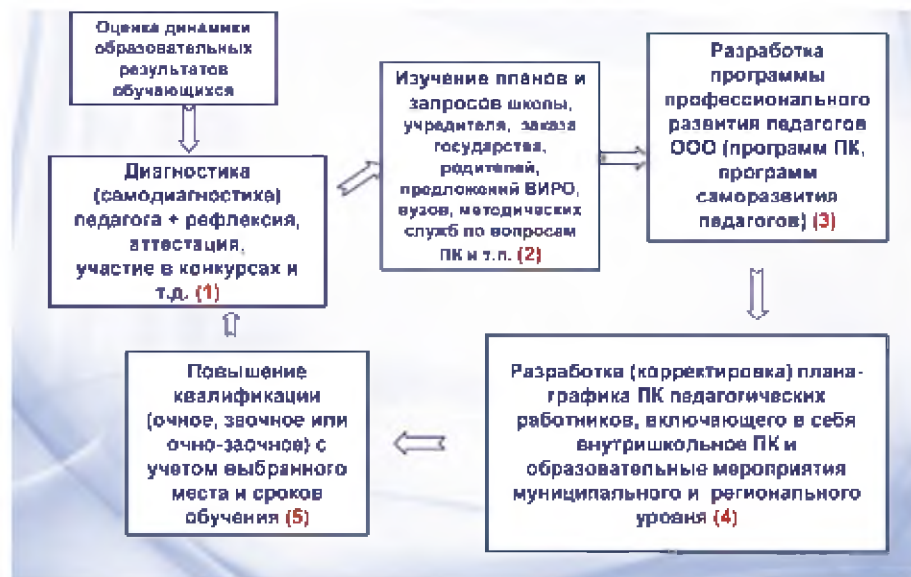 Оценка динамики
образовательных
результатов
обучающихся
Диагностика
(самодиагностика)
педагога + рефлексия,
аттестация,
участие в конкурсах и
т.д. (1)
Изучение планов и
запросов школы,
учредителя, заказа
государства,
родителей,
предложений ВИРО,
вузов, методических
служб по вопросам
ПК и т.п. (2)
Разработка
программы
профессионального
развития педагогов
ООО (программ ПК,
программ
саморазвития
педагогов) (3)
Разработка (корректировка) плана-
графика ПК педагогических
работников, включающего в себя
внутришкольное ПК и
образовательные мероприятия
муниципального и регионального
уровня (4)
Повышение
квалификации
(очное, звочное или
очно-заочное) с
учетом выбранного
места и сроков
обучения (5)